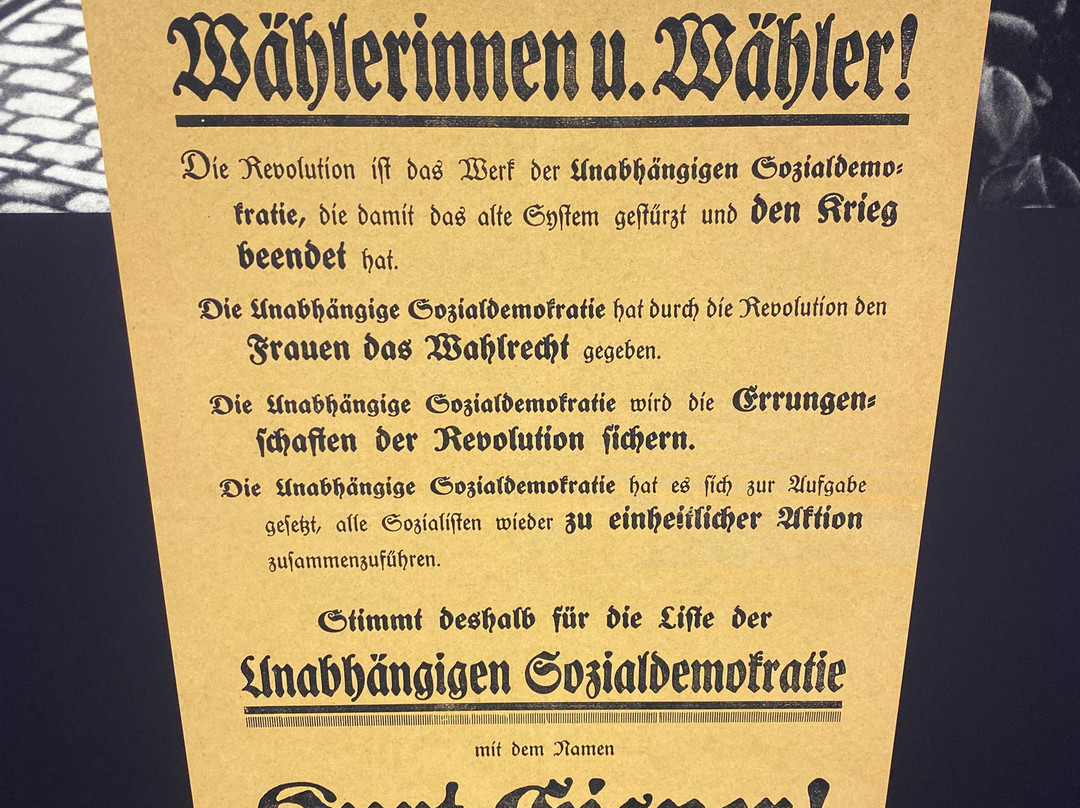 Wählerinnen u. Wähler!
Die Revolution ist das Werk der Unabhängigen Sozialdemo-
kratie, die damit das alte System gestürzt und den Krieg
beendet hat.
Die Unabhängige Sozialdemokratie hat durch die Revolution den
Frauen das Wahlrecht gegeben.
Die Unabhängige Sozialdemokratie wird die Errungen-
schaften der Revolution sichern.
Die Unabhängige Sozialdemokratie hat es sich zur Aufgabe
gesetzt, alle Sozialisten wieder zu einheitlicher Aktion
zusammenzuführen.
Stimmt deshalb für die Liste der
Unabhängigen Sozialdemokratie
mit dem Namen
Kurt Eisner!